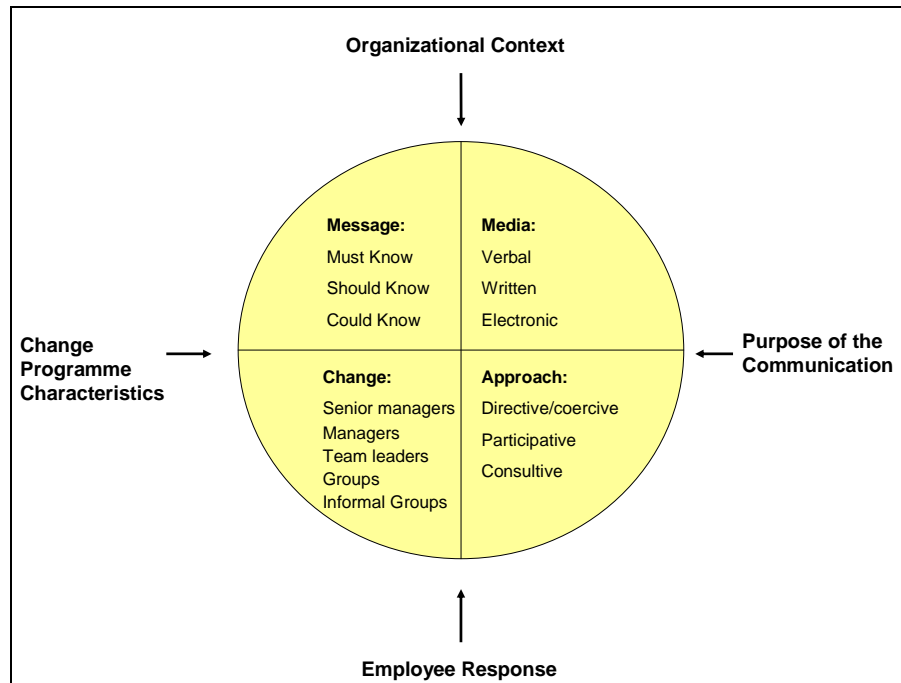 Organizational Context
Message:
Must Know
Should Know
Could Know
Media:
Verbal
Written
Electronic
Change
Programme
Characteristics
Purpose of the
Communication
Change:
Senior managers
Managers
Team leaders
Groups
Informal Groups
Approach:
Directive/coercive
Participative
Consultive
Employee Response